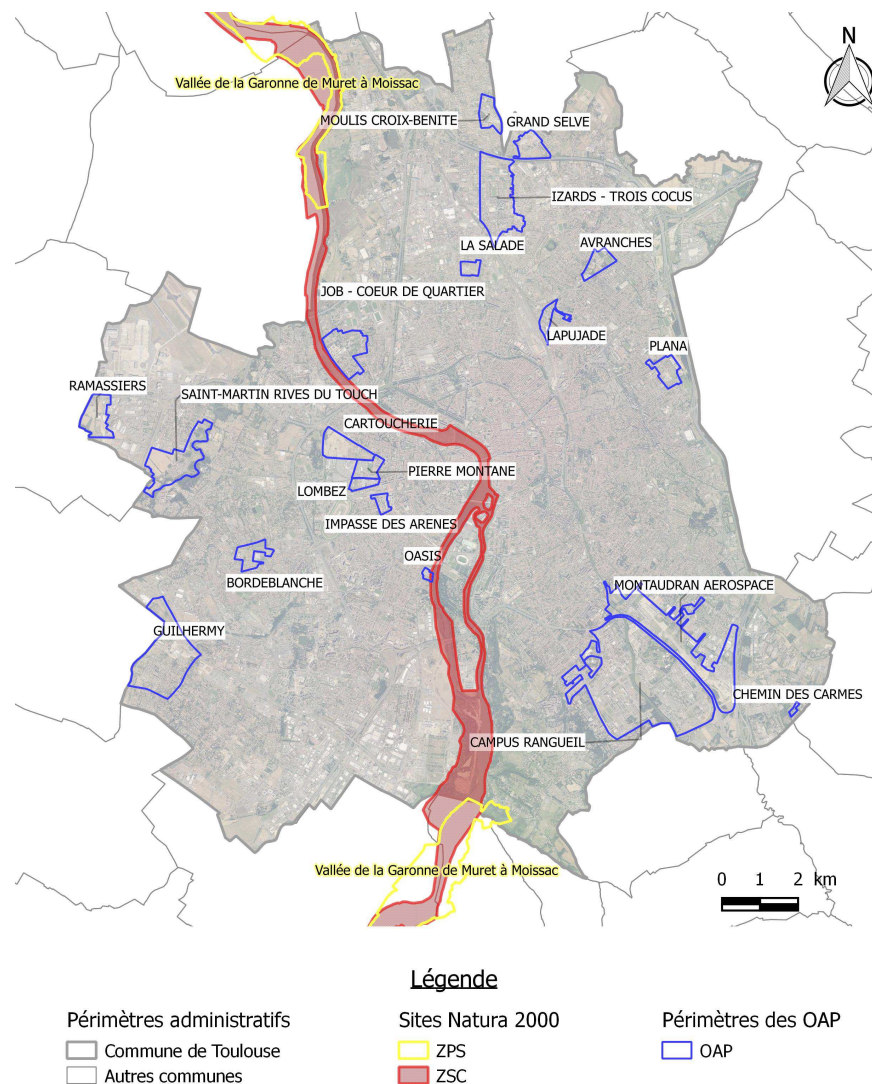 N
Vallée de la Garonne de Muret à Moissac
MOULIS CROIX-BENITE
GRAND SELVE
IZARDS - TROIS COCUS
LA SALADE
AVRANCHES
JOB - COEUR DE QUARTIER
LAPUJADE
PLANA
RAMASSIERS
SAINT-MARTIN RIVES DU TOUCH
CARTOUCHERIE
PIERRE MONTANE
LOMBEZ
IMPASSE DES ARENES
OASIS
BORDEBLANCHE
MONTAUDRAN AEROSPACE
GUILHERMY
CHEMIN DES CARMES
CAMPUS RANGUEIL
Vallée de la Garonne de Muret à Moissac
0 1 2 km
Légende
Périmètres administratifs
Commune de Toulouse
Autres communes
Sites Natura 2000
ZPS
ZSC
Périmètres des OAP
OAP